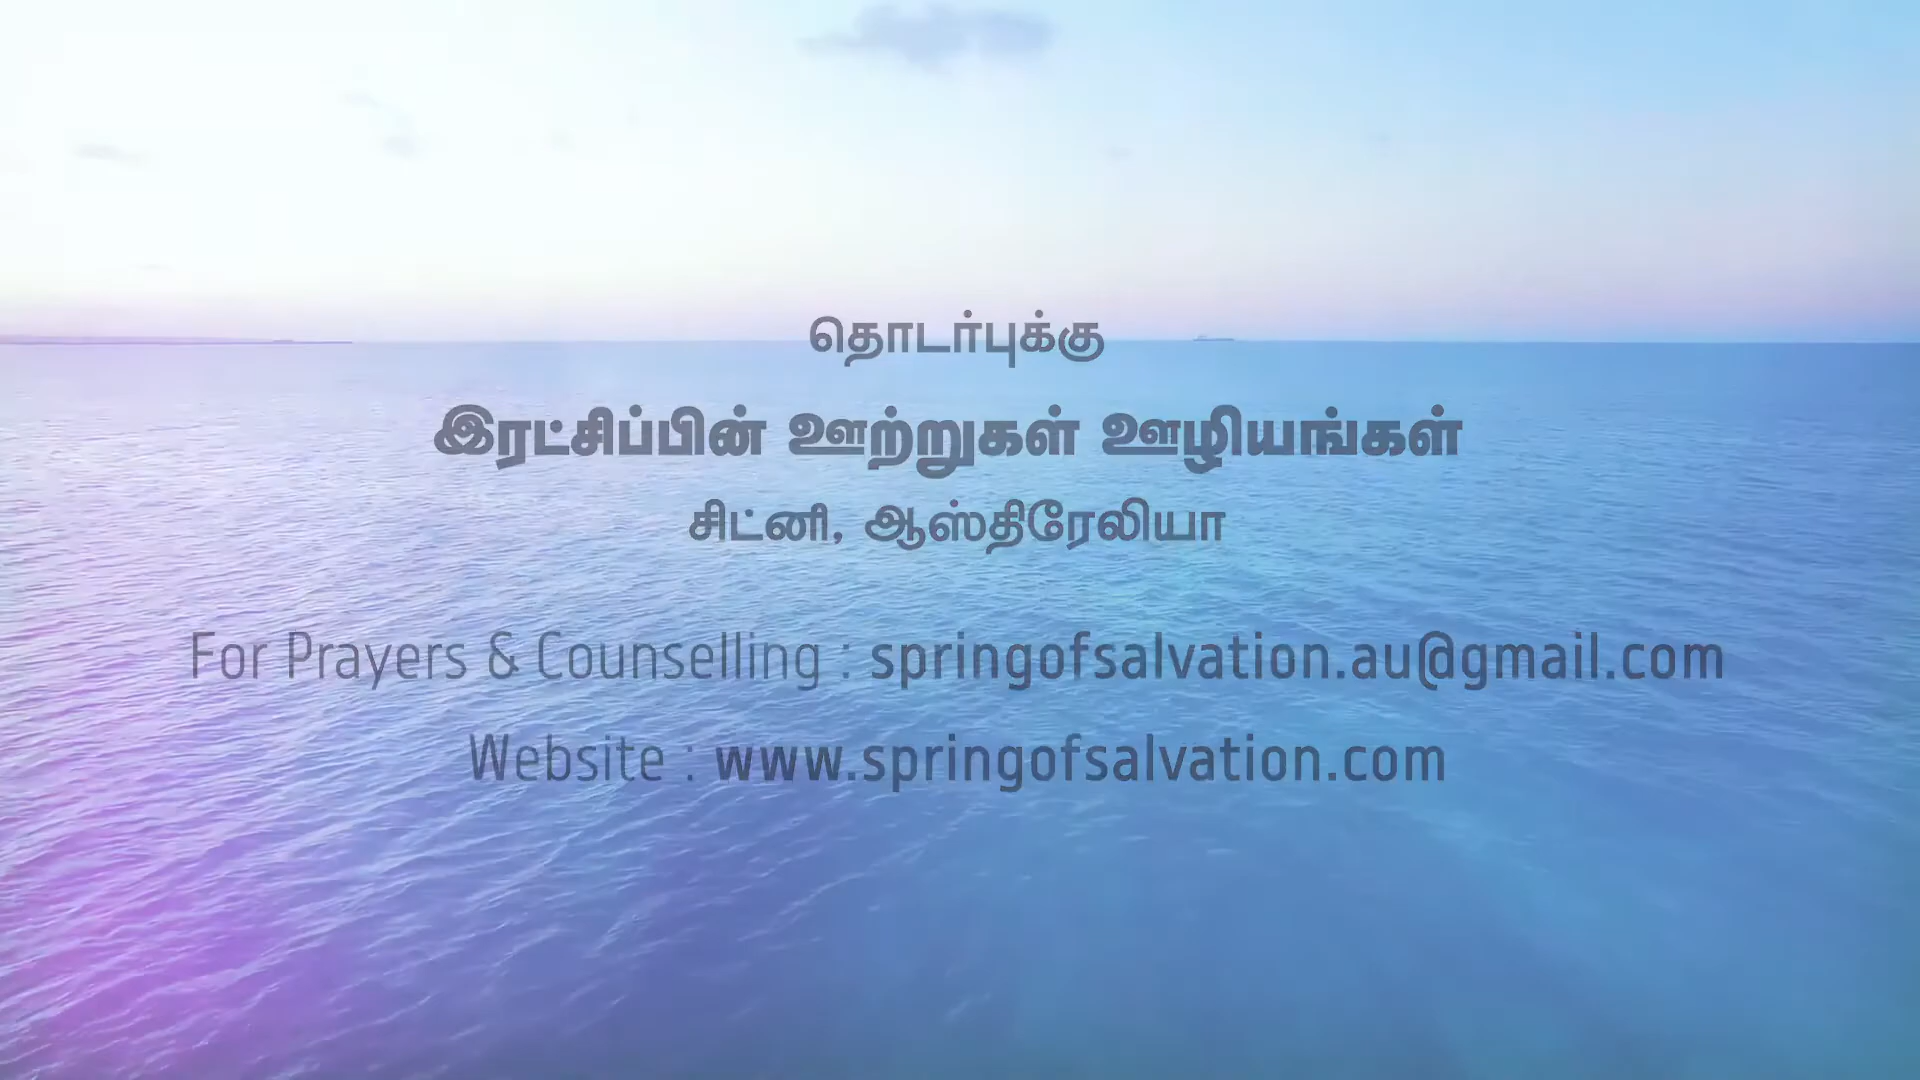 தொடர்புக்கு
இரட்சிப்பின் ஊற்றுகள் ஊழியங்கள்
சிட்னி, ஆஸ்திரேலியா
For Prayers & Counselling : springofsalvation.au@gmail.com
Website : www.springofsalvation.com